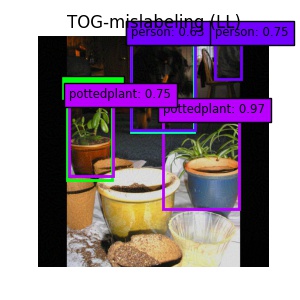 TOG-mislabeling (LL)
person: 0.63
person: 0.75
pottedplant: 0.75
pottedplant: 0.97